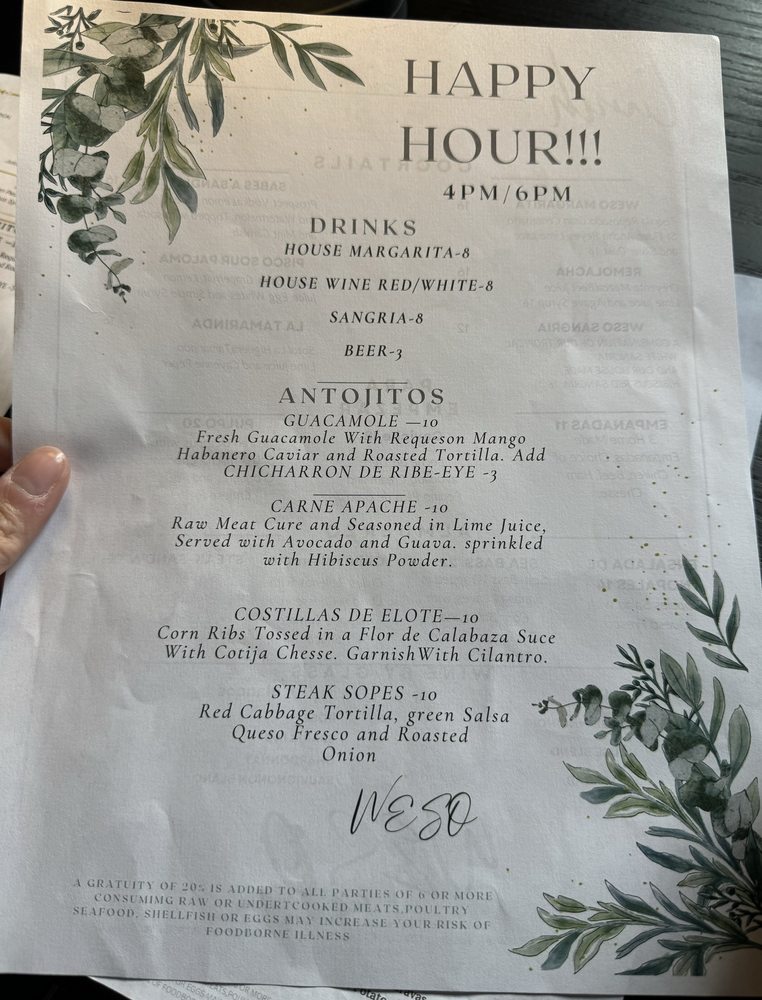 HAPPY
HOUR!!!
4PM/6PM
DRINKS
HOUSE MARGARITA-8
HOUSE WINE RED/WHITE-8
SANGRIA-8
BEER-3
ANTOJITOS
GUACAMOLE —10
Fresh Guacamole With Requeson Mango
Habanero Caviar and Roasted Tortilla. Add
CHICHARRON DE RIBE-EYE -3
CARNE APACHE -10
Raw Meat Cure and Seasoned in Lime Juice,
Served with Avocado and Guava. sprinkled
with Hibiscus Powder.
COSTILLAS DE ELOTE—10
Corn Ribs Tossed in a Flor de Calabaza Suce
With Cotija Chesse. GarnishWith Cilantro.
STEAK SOPES -10
Red Cabbage Tortilla, green Salsa
Queso Fresco and Roasted
Onion
WESO
A GRATUITY OF 20% IS ADDED TO ALL PARTIES OF 6 OR MORE
CONSUMIMG RAW OR UNDERTCOOKED MEATS,POULTRY
SEAFOOD, SHELLFISH OR EGGS MAY INCREASE YOUR RISK OF
FOODBORNE ILLNESS